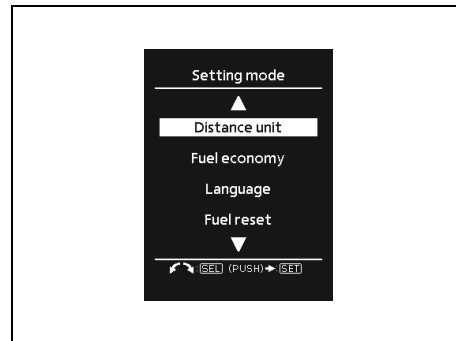 Setting mode
Distance unit
Fuel economy
Language
Fuel reset
:SEL (PUSH)➔:SET